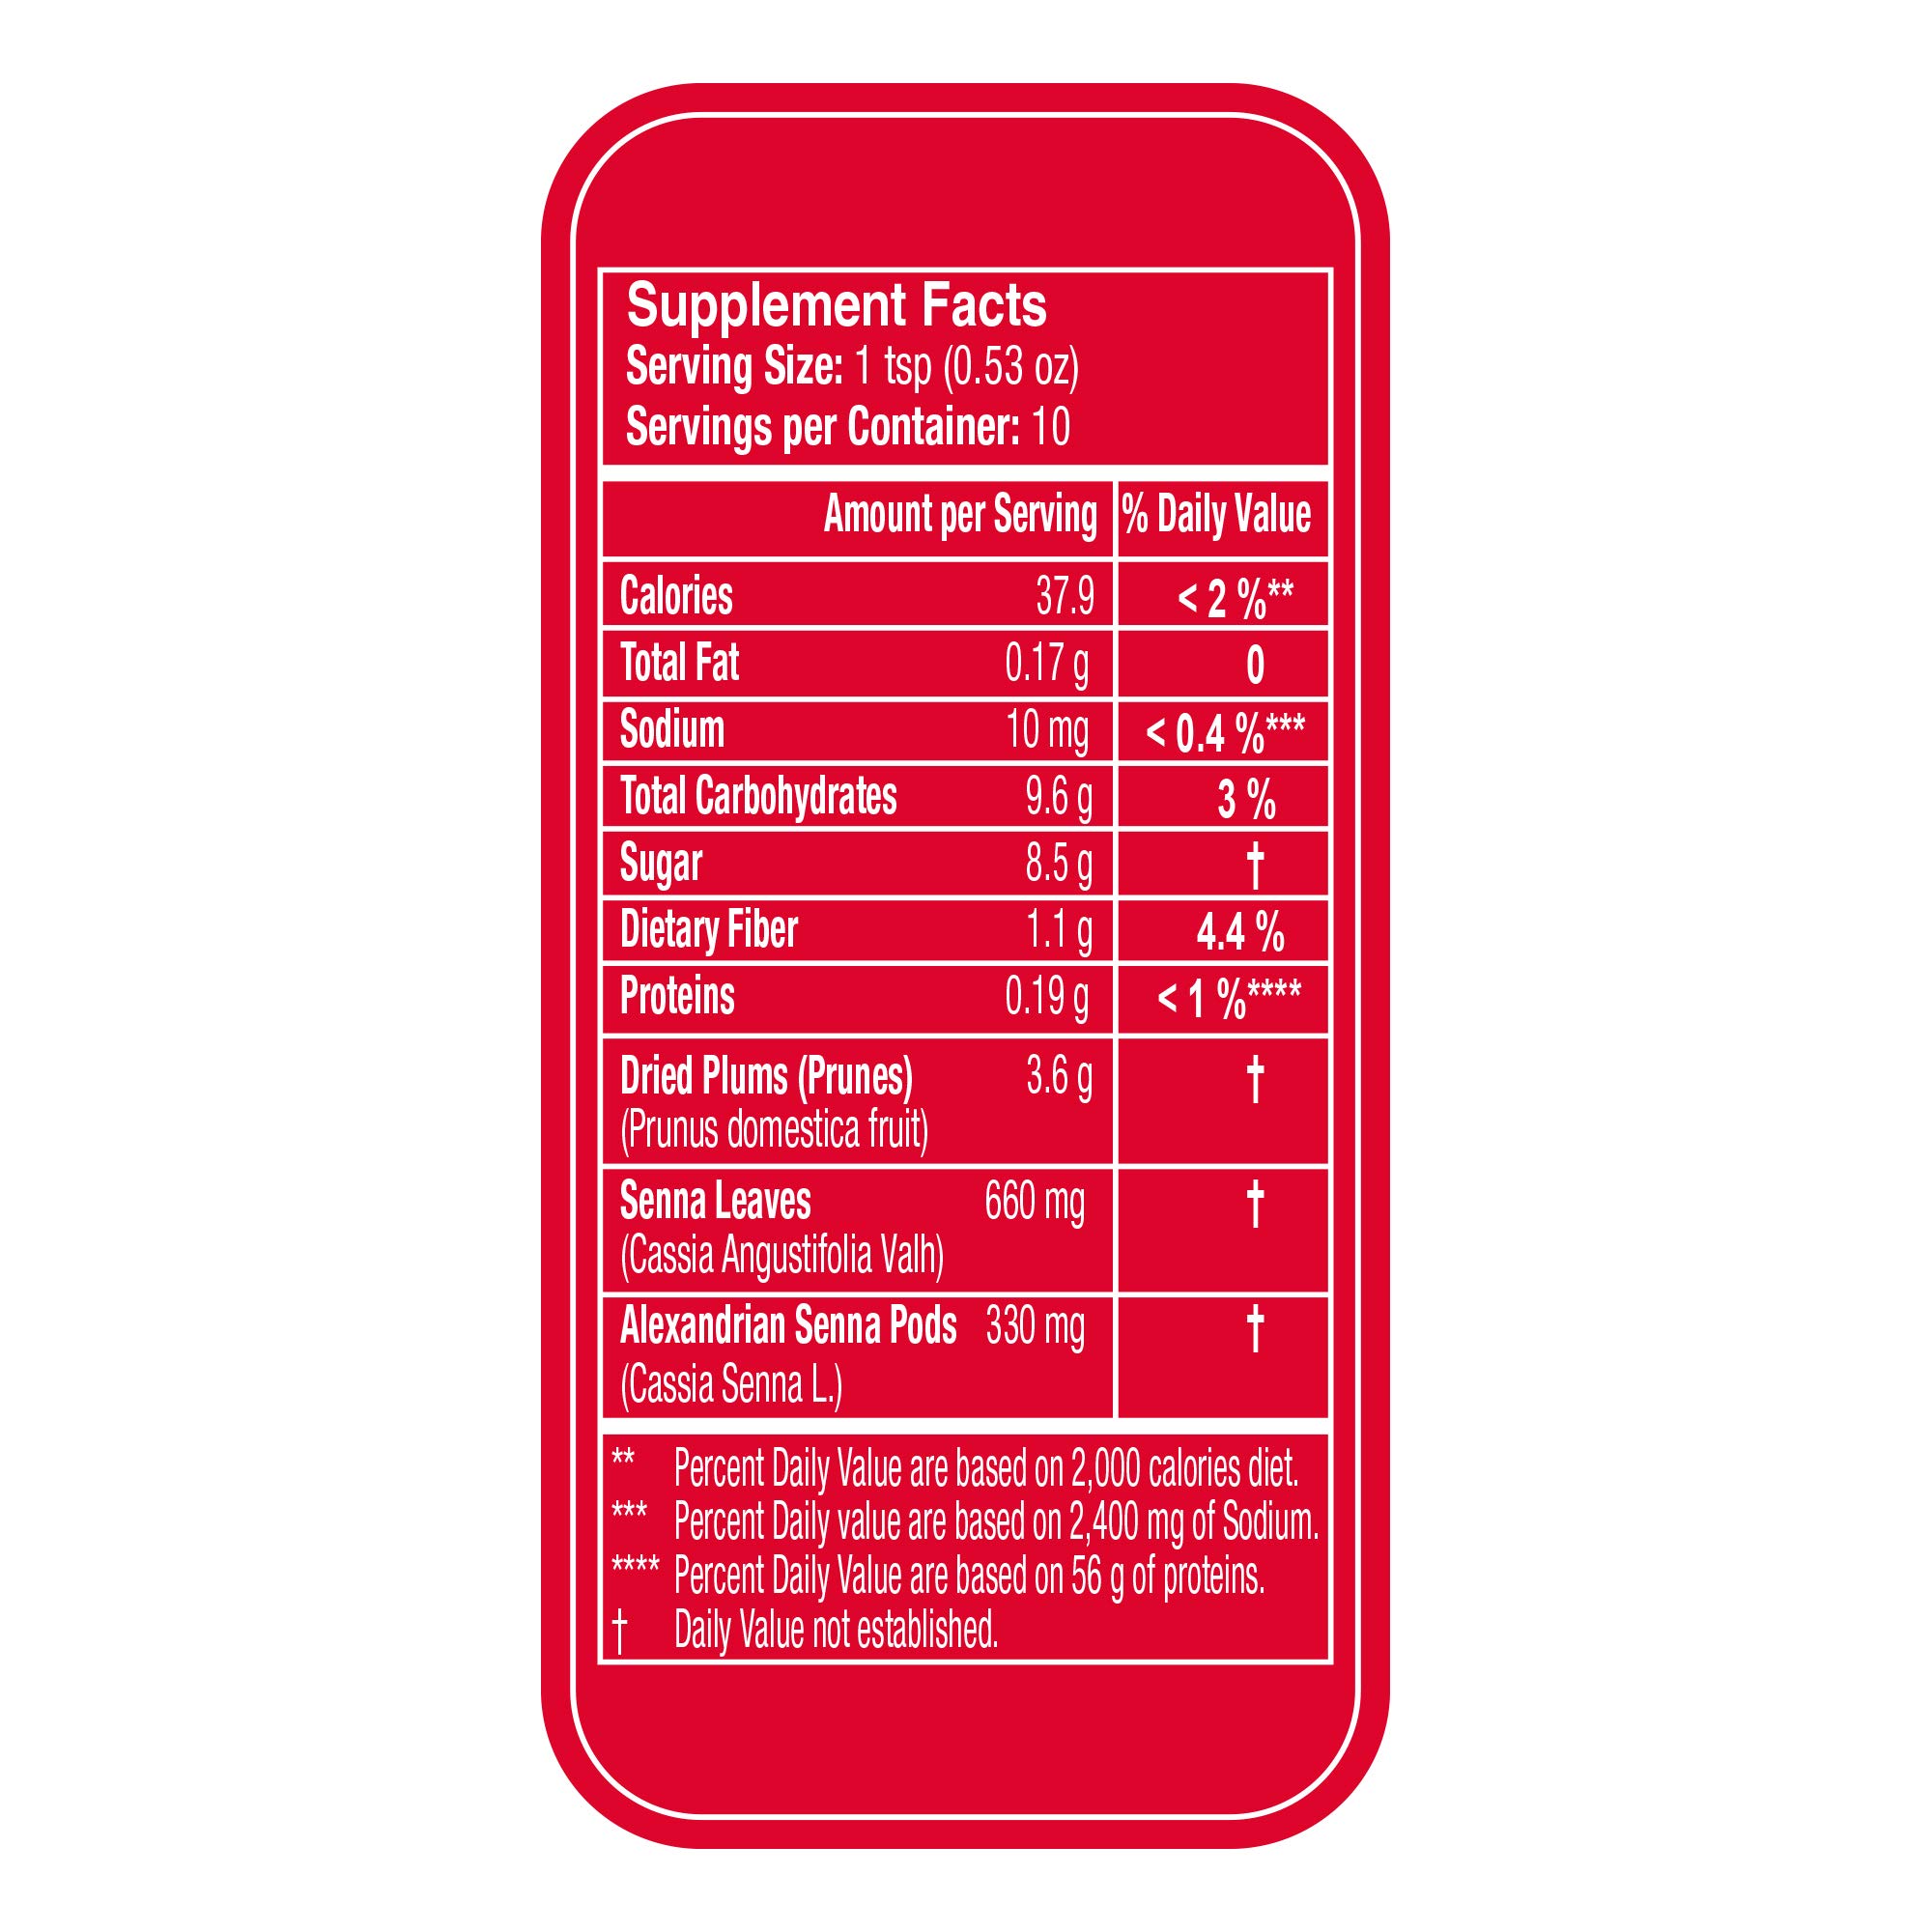 Supplement Facts
Serving Size: 1 tsp (0.53 oz)
Servings per Container: 10
Amount per Serving % Daily Value
Calories 37.9 < 2 %**
Total Fat 0.17 g 0
Sodium 10 mg < 0.4 %***
Total Carbohydrates 9.6 g 3 %
Sugar 8.5 g †
Dietary Fiber 1.1 g 4.4 %
Proteins 0.19 g < 1 %****
Dried Plums (Prunes) 3.6 g †
(Prunus domestica fruit)
Senna Leaves 660 mg †
(Cassia Angustifolia Valh)
Alexandrian Senna Pods 330 mg †
(Cassia Senna L.)
** Percent Daily Value are based on 2,000 calories diet.
*** Percent Daily value are based on 2,400 mg of Sodium.
**** Percent Daily Value are based on 56 g of proteins.
† Daily Value not established.